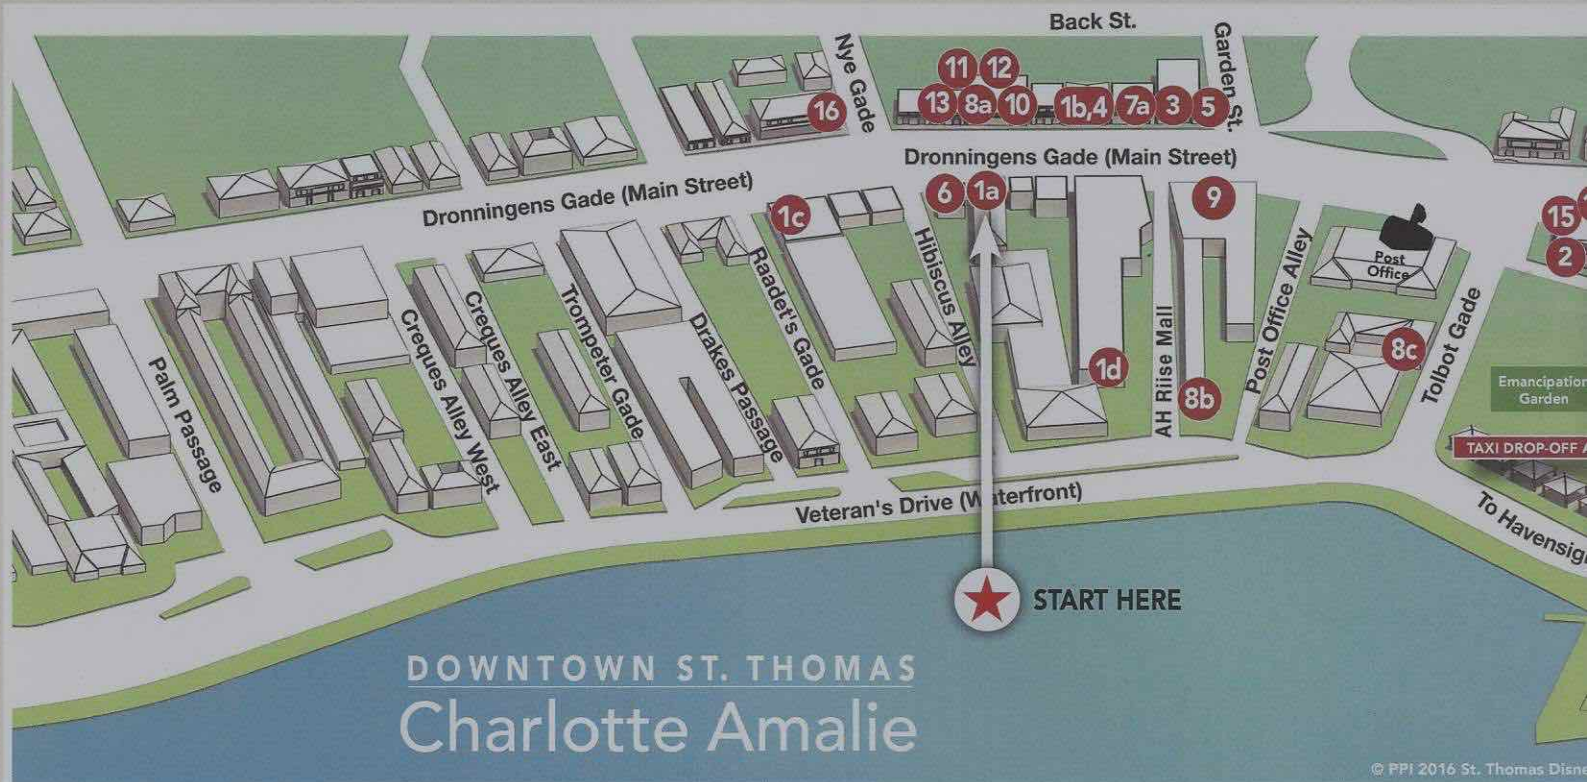 Back St.
Nye Gade
Garden St.
11
12
13
8a
10
1b,4
7a
3
5
16
Dronningens Gade (Main Street)
Dronningens Gade (Main Street)
1c
6
1a
9
15
2
Post
Office
Palm Passage
Creques Alley West
Creques Alley East
Trompeter Gade
Drakes Passage
Raadet's Gade
Hibiscus Alley
1d
AH Riise Mall
8b
Post Office Alley
8c
Tolbot Gade
Emancipation
Garden
TAXI DROP-OFF
Veteran's Drive (Waterfront)
To Havensig
START HERE
DOWNTOWN ST. THOMAS
Charlotte Amalie
© PPI 2016 St. Thomas Disne